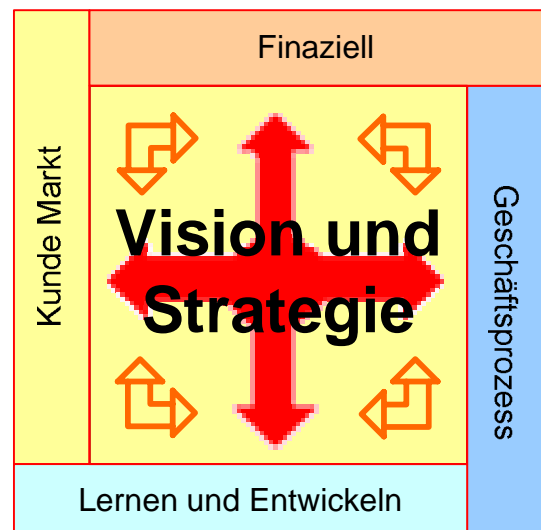 Finaziell
Kunde Markt
Vision und
Strategie
Geschäftsprozess
Lernen und Entwickeln